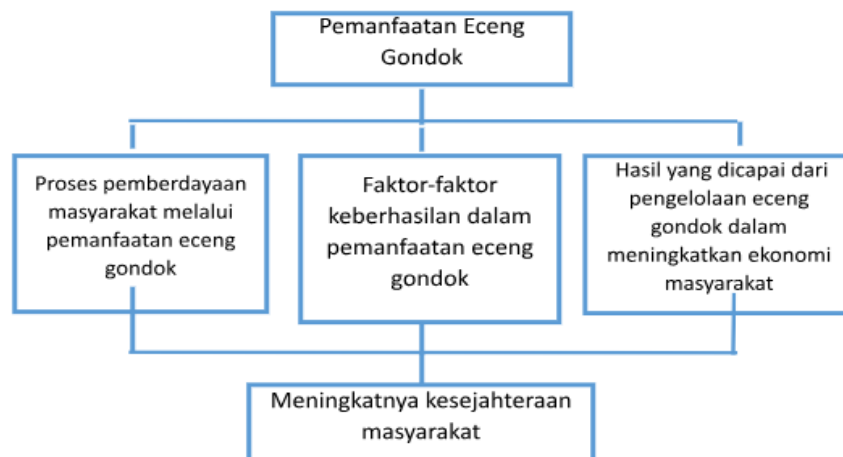 Pemanfaatan Eceng
Gondok
Proses pemberdayaan
masyarakat melalui
pemanfaatan eceng
gondok
Faktor-faktor
keberhasilan dalam
pemanfaatan eceng
gondok
Hasil yang dicapai dari
pengelolaan eceng
gondok dalam
meningkatkan ekonomi
masyarakat
Meningkatnya kesejahteraan
masyarakat